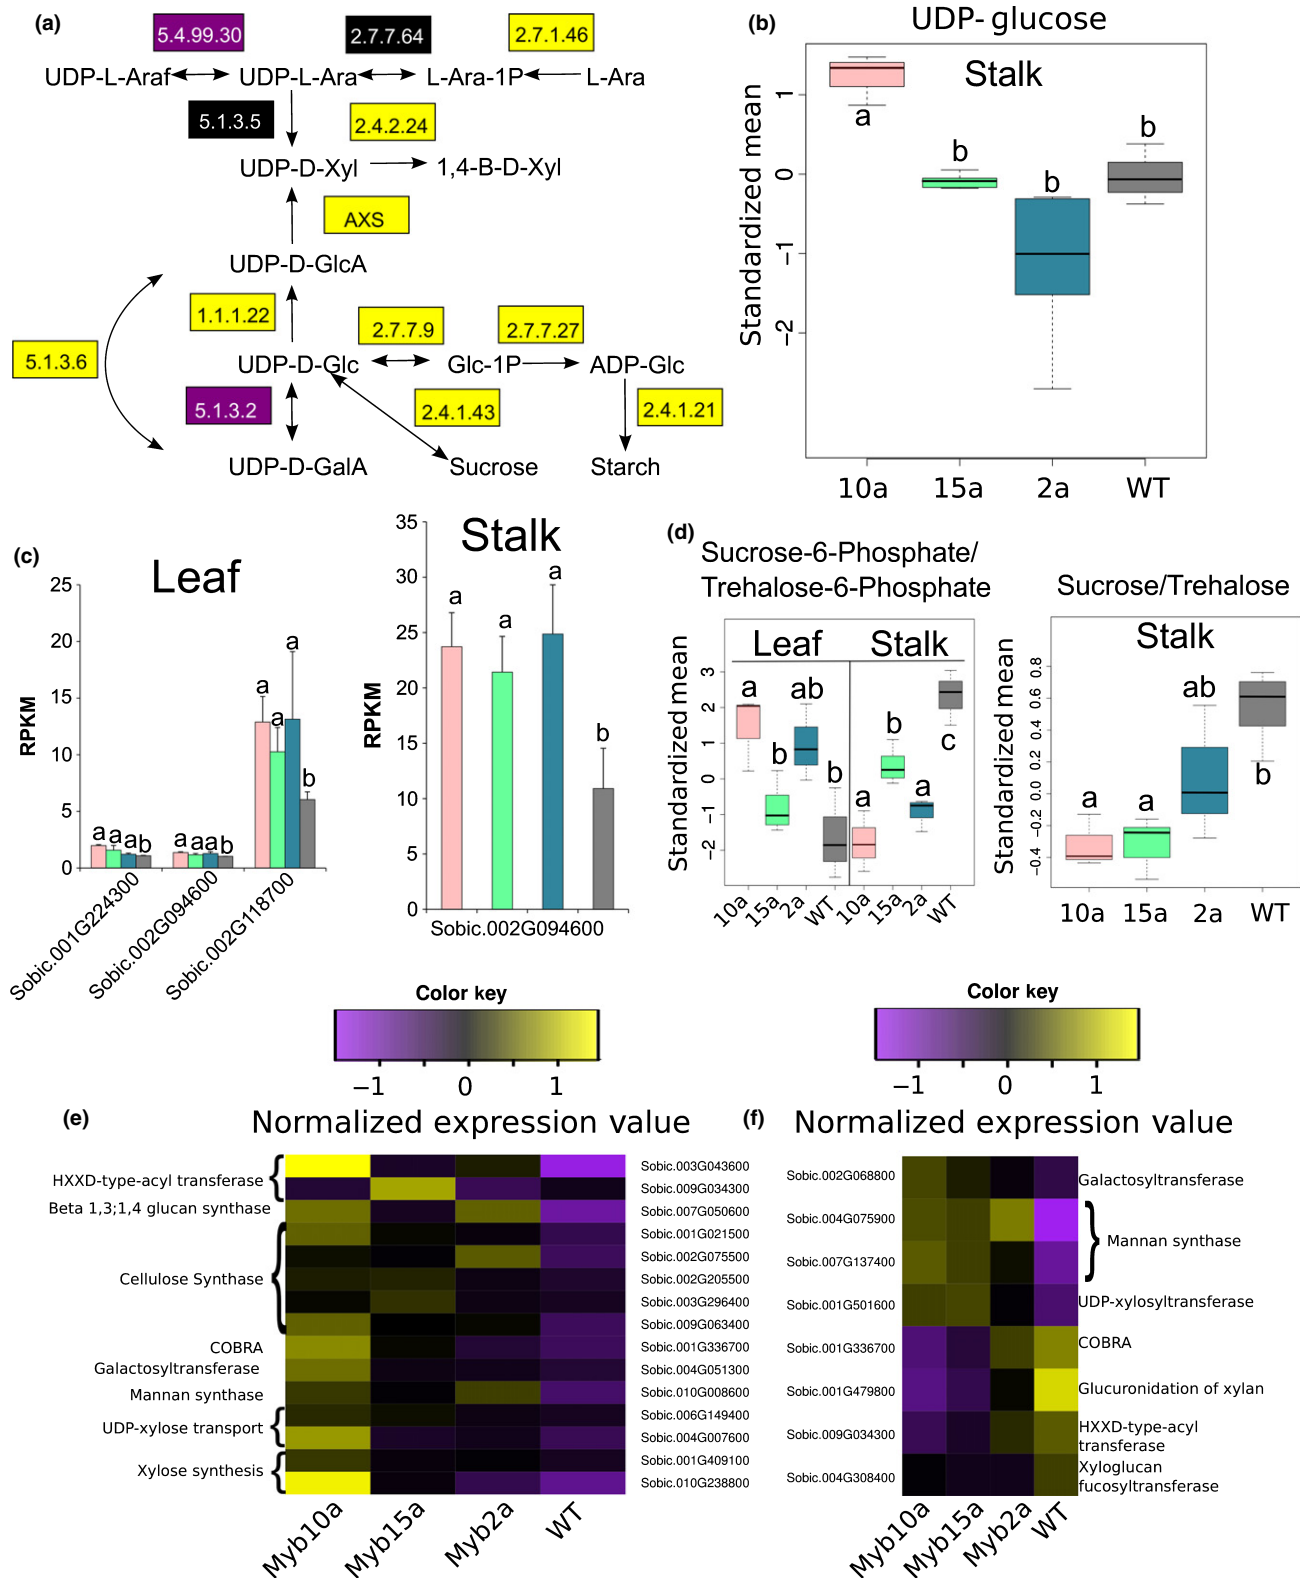 (a)
5.4.99.30
2.7.7.64
2.7.1.46
UDP-L-Araf
UDP-L-Ara
L-Ara-1P
L-Ara
5.1.3.5
2.4.2.24
UDP-D-Xyl
1,4-B-D-Xyl
AXS
UDP-D-GlcA
1.1.1.22
2.7.7.9
2.7.7.27
5.1.3.6
UDP-D-Glc
Glc-1P
ADP-Glc
5.1.3.2
2.4.1.43
2.4.1.21
UDP-D-GalA
Sucrose
Starch
(b)
UDP- glucose
Stalk
Standardized mean
1
0
−1
−2
a
b
b
b
10a
15a
2a
WT
(c)
Leaf
RPKM
25
20
15
10
5
0
a
a
a
b
a
a
a
b
a
a
a
b
Sobic.001G224300
Sobic.002G094600
Sobic.002G118700
Stalk
RPKM
35
30
25
20
15
10
5
0
a
a
a
b
Sobic.002G094600
(d)
Sucrose-6-Phosphate/
Trehalose-6-Phosphate
Leaf
Stalk
Standardized mean
3
2
1
0
−1
−2
a
b
ab
b
a
b
a
c
10a
15a
2a
WT
10a
15a
2a
WT
Sucrose/Trehalose
Stalk
Standardized mean
0.8
0.6
0.4
0.2
0.0
−0.2
−0.4
a
a
ab
b
10a
15a
2a
WT
Color key
−1
0
1
(e)
Normalized expression value
HXXD-type-acyl transferase
Beta 1,3;1,4 glucan synthase
Cellulose Synthase
COBRA
Galactosyltransferase
Mannan synthase
UDP-xylose transport
Xylose synthesis
Sobic.003G043600
Sobic.009G034300
Sobic.007G050600
Sobic.001G021500
Sobic.002G075500
Sobic.002G205500
Sobic.003G296400
Sobic.009G063400
Sobic.001G336700
Sobic.004G051300
Sobic.010G008600
Sobic.006G149400
Sobic.004G007600
Sobic.001G409100
Sobic.010G238800
Myb10a
Myb15a
Myb2a
WT
Color key
−1
0
1
(f)
Normalized expression value
Sobic.002G068800
Sobic.004G075900
Sobic.007G137400
Sobic.001G501600
Sobic.001G336700
Sobic.001G479800
Sobic.009G034300
Sobic.004G308400
Galactosyltransferase
Mannan synthase
UDP-xylosyltransferase
COBRA
Glucuronidation of xylan
HXXD-type-acyl
transferase
Xyloglucan
fucosyltransferase
Myb10a
Myb15a
Myb2a
WT